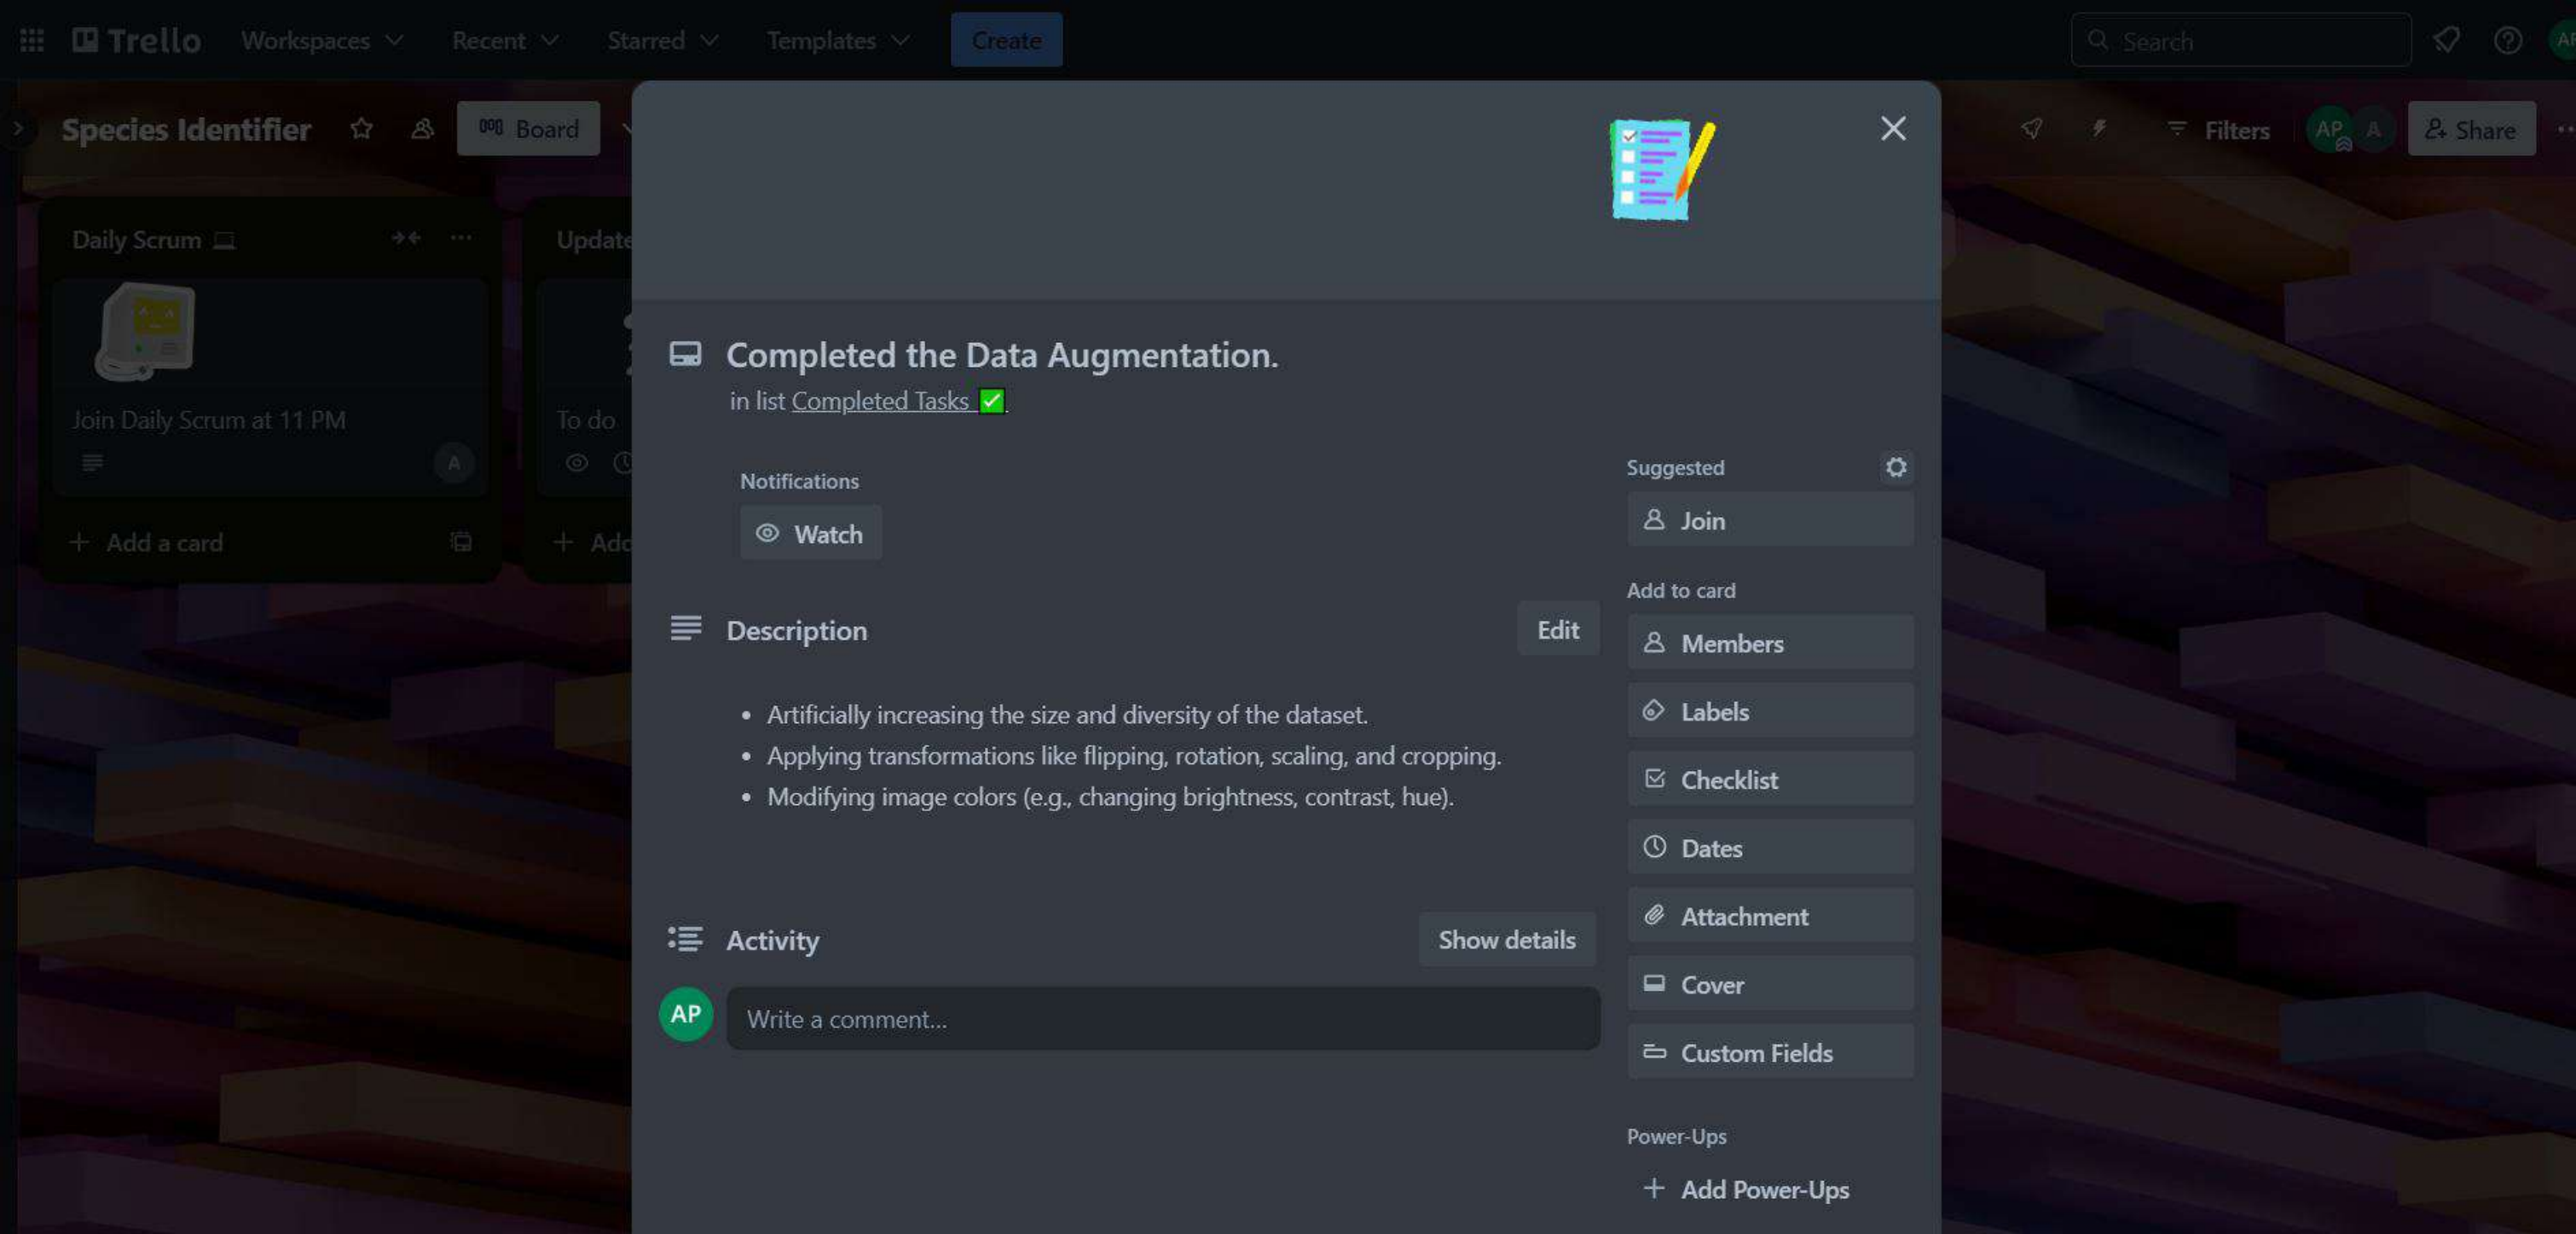 Trello Workspaces Recent Starred Templates Create Search
Species Identifier Board Filters AP A Share
Daily Scrum
Join Daily Scrum at 11 PM
A
Add a card
Update
To do
Completed the Data Augmentation.
in list Completed Tasks ✅.
Notifications
Watch
Description Edit
• Artificially increasing the size and diversity of the dataset.
• Applying transformations like flipping, rotation, scaling, and cropping.
• Modifying image colors (e.g., changing brightness, contrast, hue).
Activity Show details
AP Write a comment...
Suggested
Join
Add to card
Members
Labels
Checklist
Dates
Attachment
Cover
Custom Fields
Power-Ups
+ Add Power-Ups